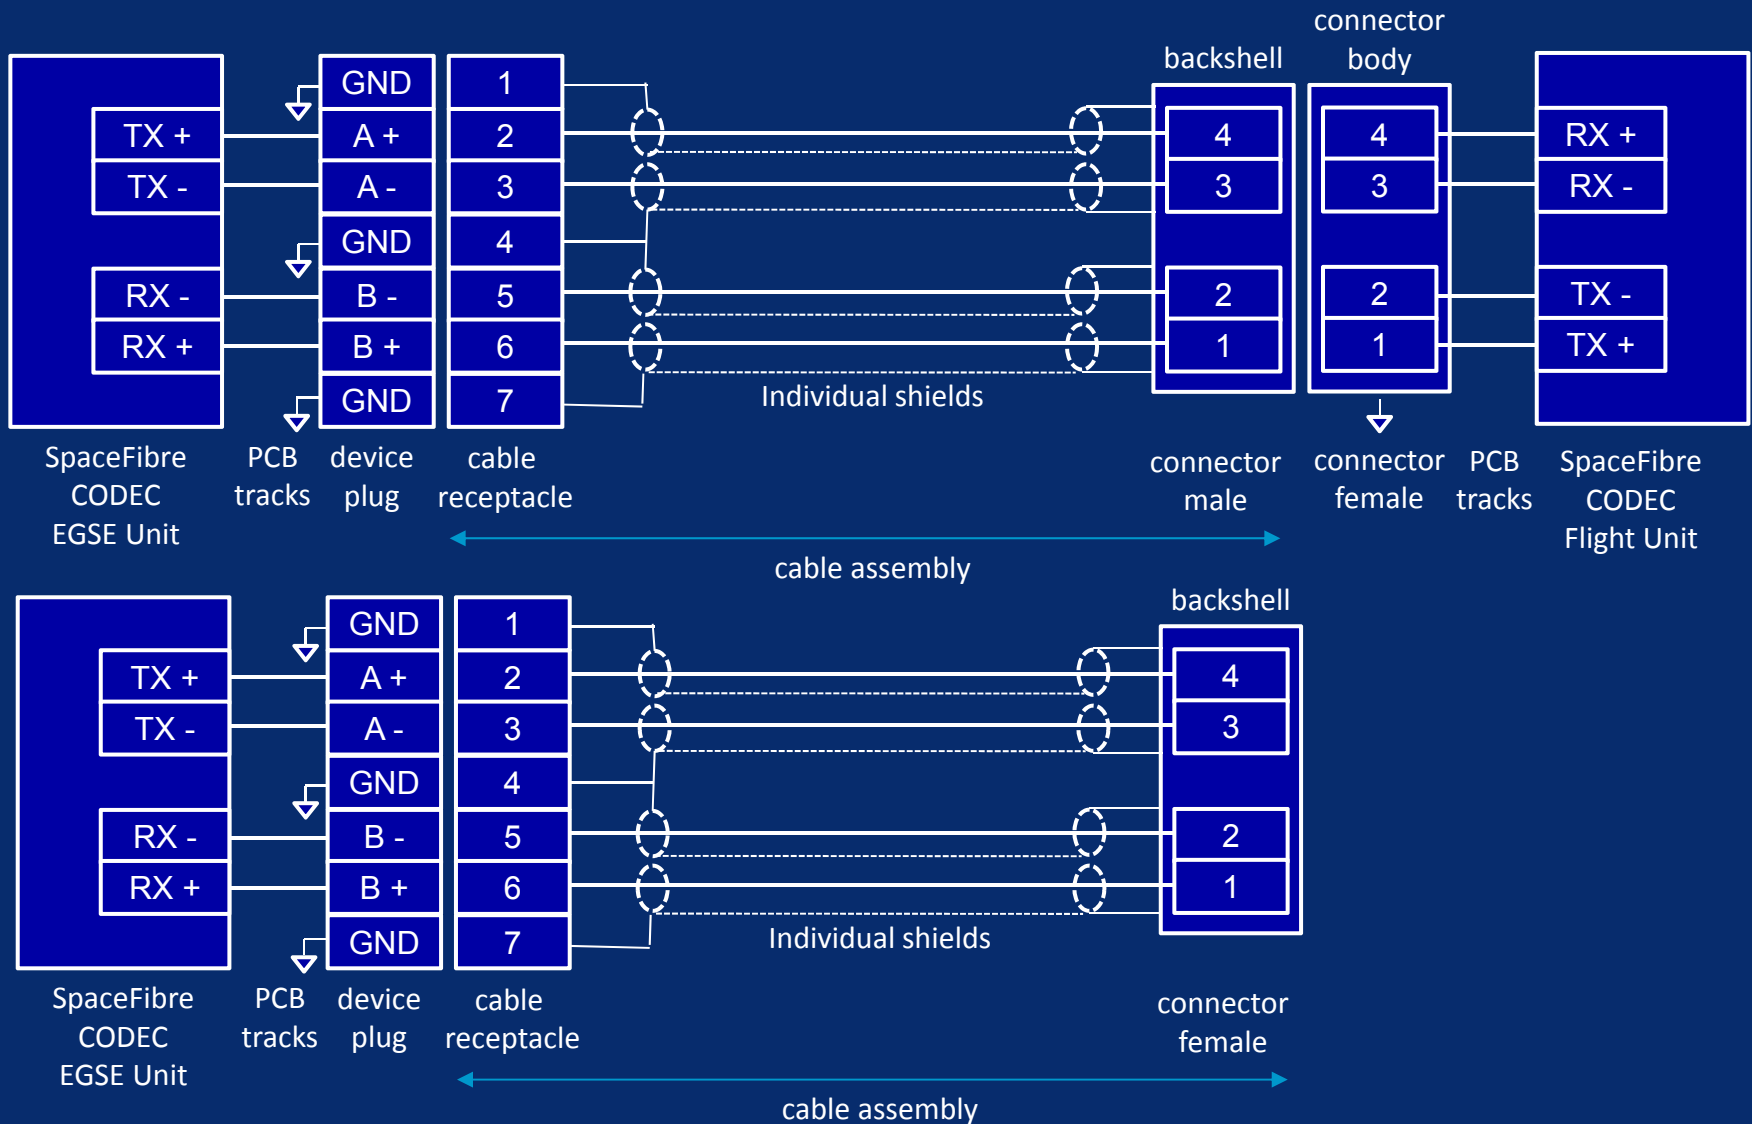 connector
body
backshell
GND
1
TX +
A +
2
4
4
RX +
TX -
A -
3
3
3
RX -
GND
4
RX -
B -
5
2
2
TX -
RX +
B +
6
1
1
TX +
GND
7
Individual shields
SpaceFibre
CODEC
EGSE Unit
PCB
tracks
device
plug
cable
receptacle
connector
male
connector
female
PCB
tracks
SpaceFibre
CODEC
Flight Unit
cable assembly
backshell
GND
1
TX +
A +
2
4
TX -
A -
3
3
GND
4
RX -
B -
5
2
RX +
B +
6
1
GND
7
Individual shields
SpaceFibre
CODEC
EGSE Unit
PCB
tracks
device
plug
cable
receptacle
connector
female
cable assembly